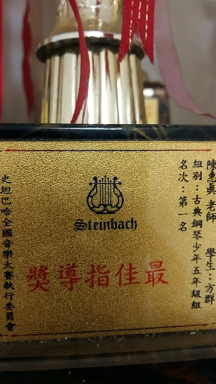 陳惠貞老師　學生：方群
組別：古典鋼琴少年五年級組
名次：第一名
Steinbach
獎導指佳最
史坦巴哈全國音樂大賽執行委員會